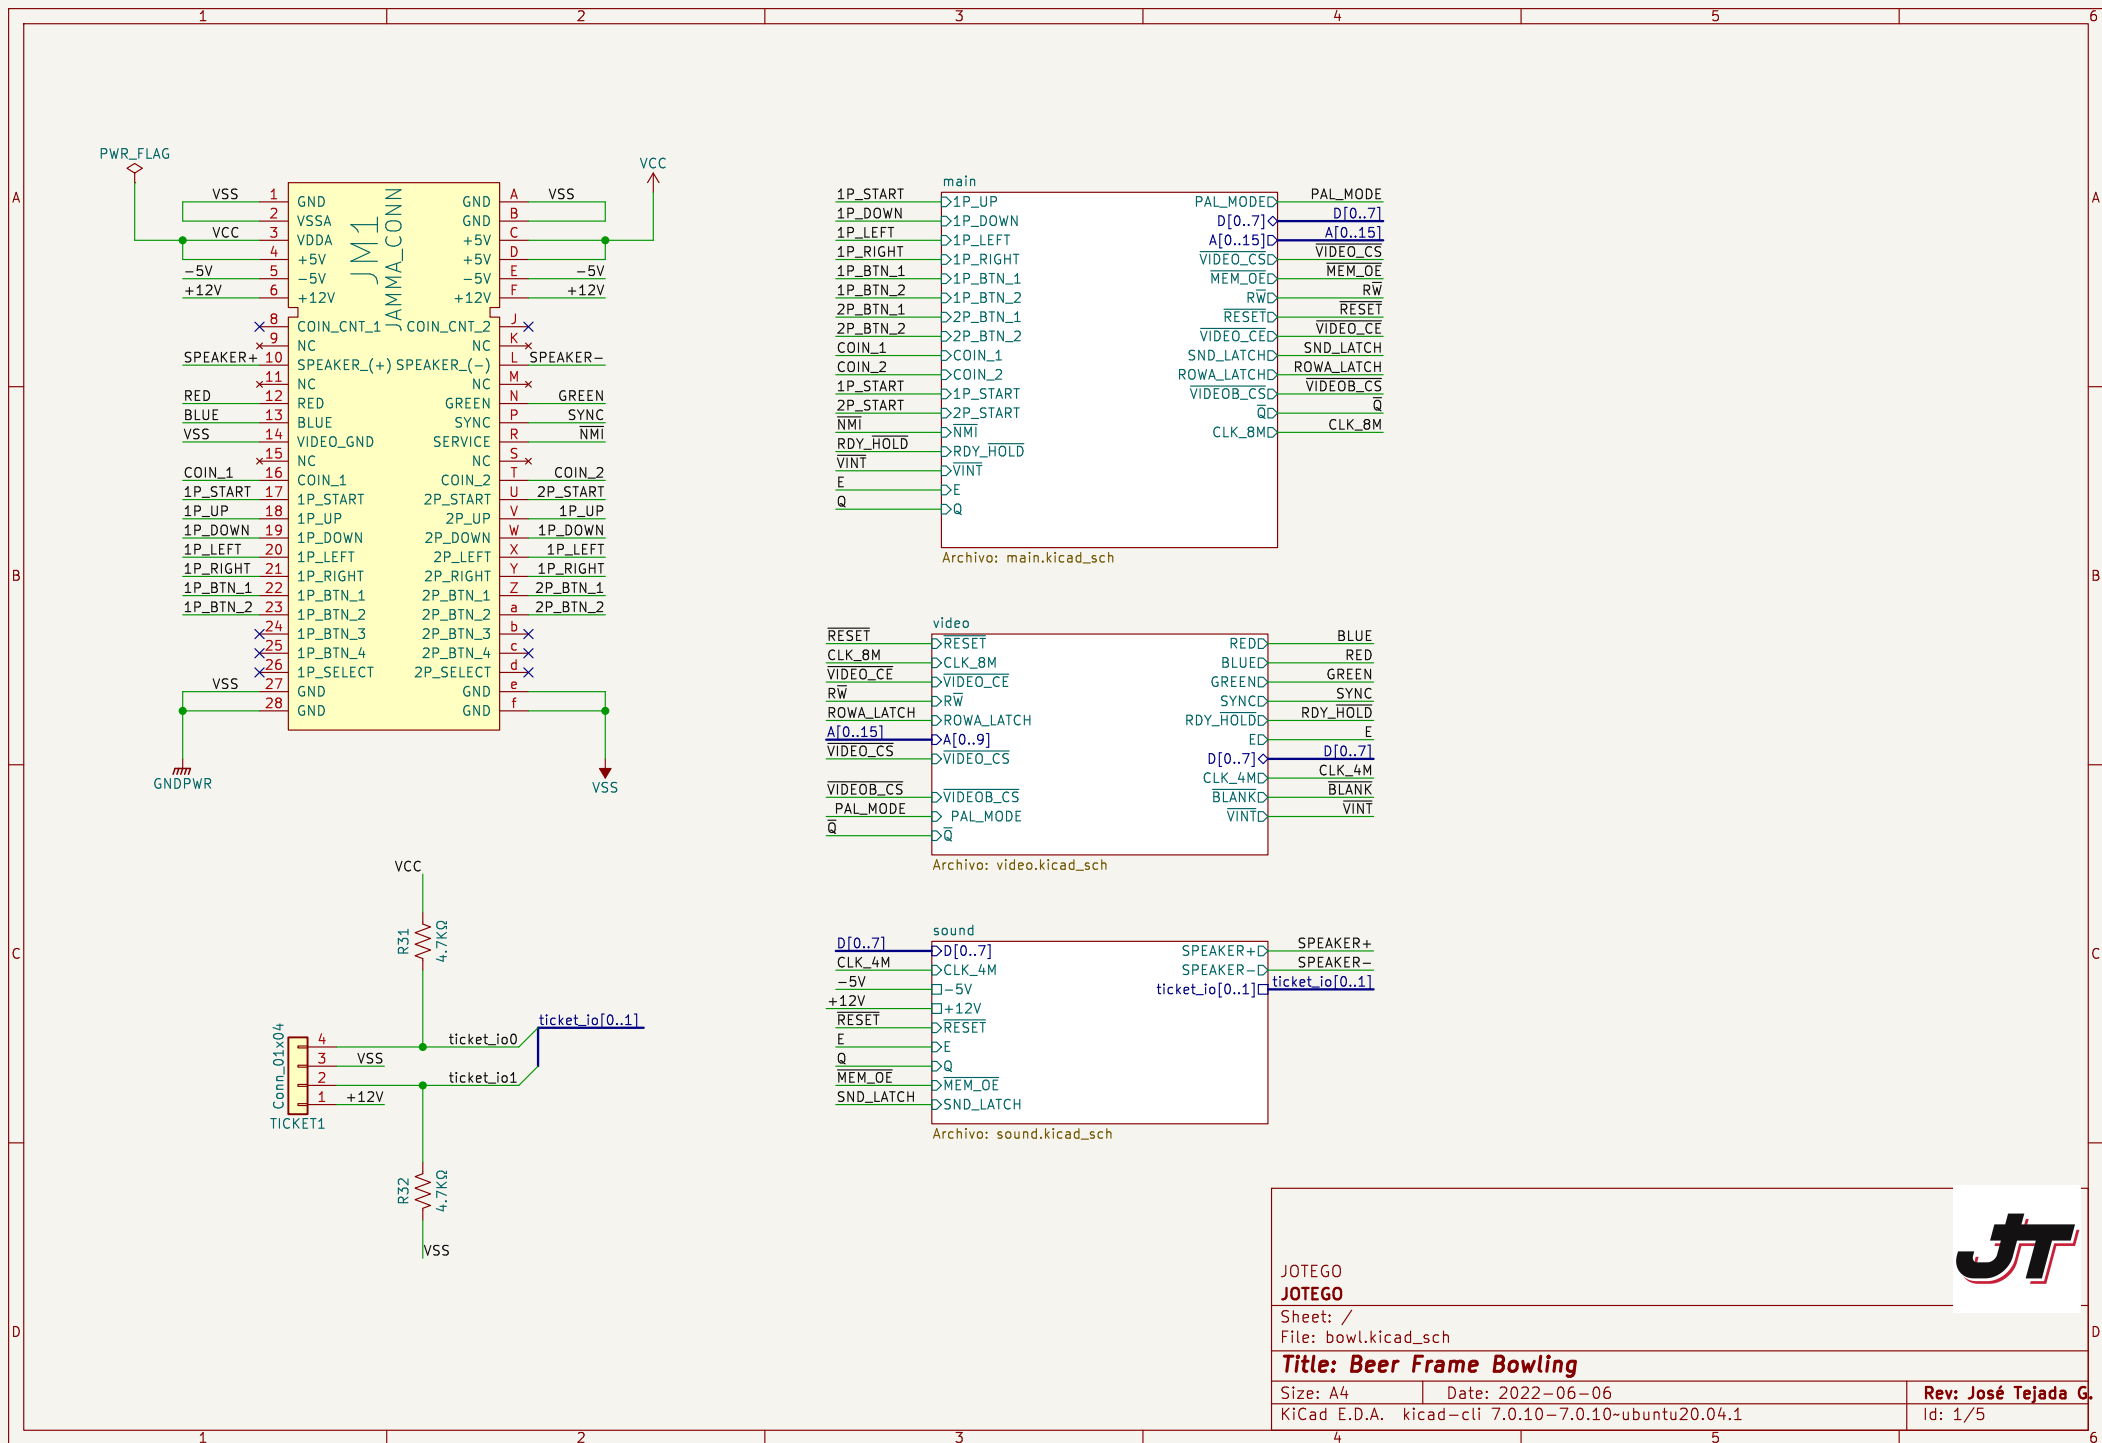 1 2 3 4 5 6
A
B
C
D
A
B
C
D
PWR_FLAG
VCC
JM1
JAMMA_CONN
VSS 1 GND
2 VSSA
VCC 3 VDDA
4 +5V
-5V 5 -5V
+12V 6 +12V
8 COIN_CNT_1
9 NC
SPEAKER+ 10 SPEAKER_(+)
11 NC
RED 12 RED
BLUE 13 BLUE
VSS 14 VIDEO_GND
15 NC
COIN_1 16 COIN_1
1P_START 17 1P_START
1P_UP 18 1P_UP
1P_DOWN 19 1P_DOWN
1P_LEFT 20 1P_LEFT
1P_RIGHT 21 1P_RIGHT
1P_BTN_1 22 1P_BTN_1
1P_BTN_2 23 1P_BTN_2
24 1P_BTN_3
25 1P_BTN_4
26 1P_SELECT
VSS 27 GND
28 GND
GND A VSS
GND B
+5V C
+5V D
-5V E -5V
+12V F +12V
COIN_CNT_2 J
NC K
SPEAKER_(-) L SPEAKER-
NC M
GREEN N GREEN
SYNC P SYNC
SERVICE R NMI
NC S
COIN_2 T COIN_2
2P_START U 2P_START
2P_UP V 1P_UP
2P_DOWN W 1P_DOWN
2P_LEFT X 1P_LEFT
2P_RIGHT Y 1P_RIGHT
2P_BTN_1 Z 2P_BTN_1
2P_BTN_2 a 2P_BTN_2
2P_BTN_3 b
2P_BTN_4 c
2P_SELECT d
GND e
GND f
GNDPWR
VSS
main
1P_START 1P_UP
1P_DOWN 1P_DOWN
1P_LEFT 1P_LEFT
1P_RIGHT 1P_RIGHT
1P_BTN_1 1P_BTN_1
1P_BTN_2 1P_BTN_2
2P_BTN_1 2P_BTN_1
2P_BTN_2 2P_BTN_2
COIN_1 COIN_1
COIN_2 COIN_2
1P_START 1P_START
2P_START 2P_START
NMI NMI
RDY_HOLD RDY_HOLD
VINT VINT
E E
Q Q
PAL_MODE PAL_MODE
D[0..7] D[0..7]
A[0..15] A[0..15]
VIDEO_CS VIDEO_CS
MEM_OE MEM_OE
RW RW
RESET RESET
VIDEO_CE VIDEO_CE
SND_LATCH SND_LATCH
ROWA_LATCH ROWA_LATCH
VIDEOB_CS VIDEOB_CS
Q Q
CLK_8M CLK_8M
Archivo: main.kicad_sch
video
RESET RESET
CLK_8M CLK_8M
VIDEO_CE VIDEO_CE
RW RW
ROWA_LATCH ROWA_LATCH
A[0..15] A[0..9]
VIDEO_CS VIDEO_CS
VIDEOB_CS VIDEOB_CS
PAL_MODE PAL_MODE
Q Q
RED BLUE
BLUE RED
GREEN GREEN
SYNC SYNC
RDY_HOLD RDY_HOLD
E E
D[0..7] D[0..7]
CLK_4M CLK_4M
BLANK BLANK
VINT VINT
Archivo: video.kicad_sch
sound
D[0..7] D[0..7]
CLK_4M CLK_4M
-5V -5V
+12V +12V
RESET RESET
E E
Q Q
MEM_OE MEM_OE
SND_LATCH SND_LATCH
SPEAKER+ SPEAKER+
SPEAKER- SPEAKER-
ticket_io[0..1] ticket_io[0..1]
Archivo: sound.kicad_sch
VCC
R31
4.7KΩ
ticket_io[0..1]
Conn_01x04
4 ticket_io0
3 VSS
2 ticket_io1
1 +12V
TICKET1
R32
4.7KΩ
VSS
JT
JOTEGO
JOTEGO
Sheet: /
File: bowl.kicad_sch
Title: Beer Frame Bowling
Size: A4 Date: 2022-06-06 Rev: José Tejada G.
KiCad E.D.A. kicad-cli 7.0.10-7.0.10~ubuntu20.04.1 Id: 1/5
1 2 3 4 5 6